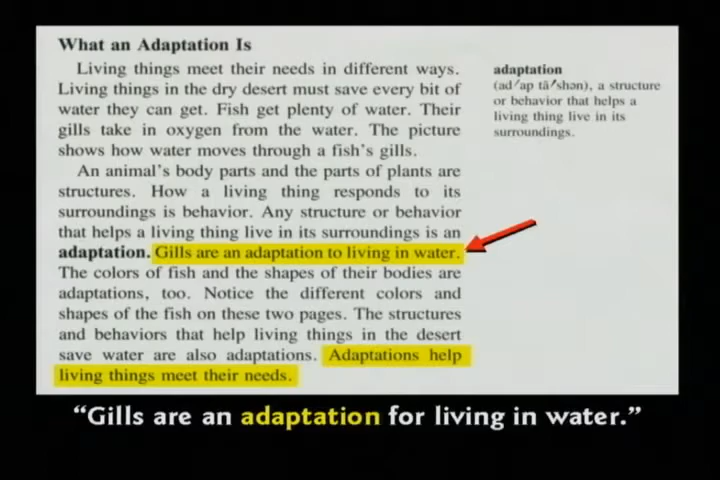 What an Adaptation Is
Living things meet their needs in different ways.
Living things in the dry desert must save every bit of
water they can get. Fish get plenty of water. Their
gills take in oxygen from the water. The picture
shows how water moves through a fish's gills.
An animal's body parts and the parts of plants are
structures. How a living thing responds to its
surroundings is behavior. Any structure or behavior
that helps a living thing live in its surroundings is an
adaptation. Gills are an adaptation to living in water.
The colors of fish and the shapes of their bodies are
adaptations, too. Notice the different colors and
shapes of the fish on these two pages. The structures
and behaviors that help living things in the desert
save water are also adaptations. Adaptations help
living things meet their needs.
adaptation
(ad′ap tā′shən), a structure
or behavior that helps a
living thing live in its
surroundings.
“Gills are an adaptation for living in water.”